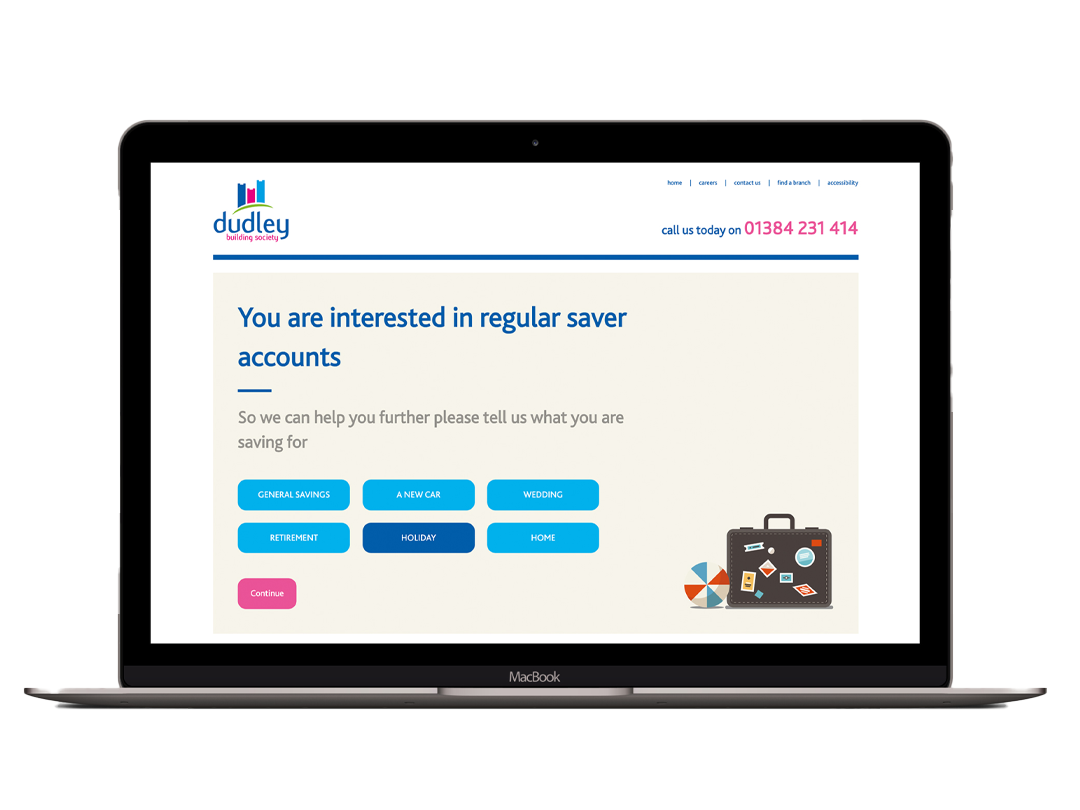 dudley
building society
home | careers | contact us | find a branch | accessibility
call us today on 01384 231 414
You are interested in regular saver
accounts
So we can help you further please tell us what you are
saving for
GENERAL SAVINGS
A NEW CAR
WEDDING
RETIREMENT
HOLIDAY
HOME
Continue
MacBook